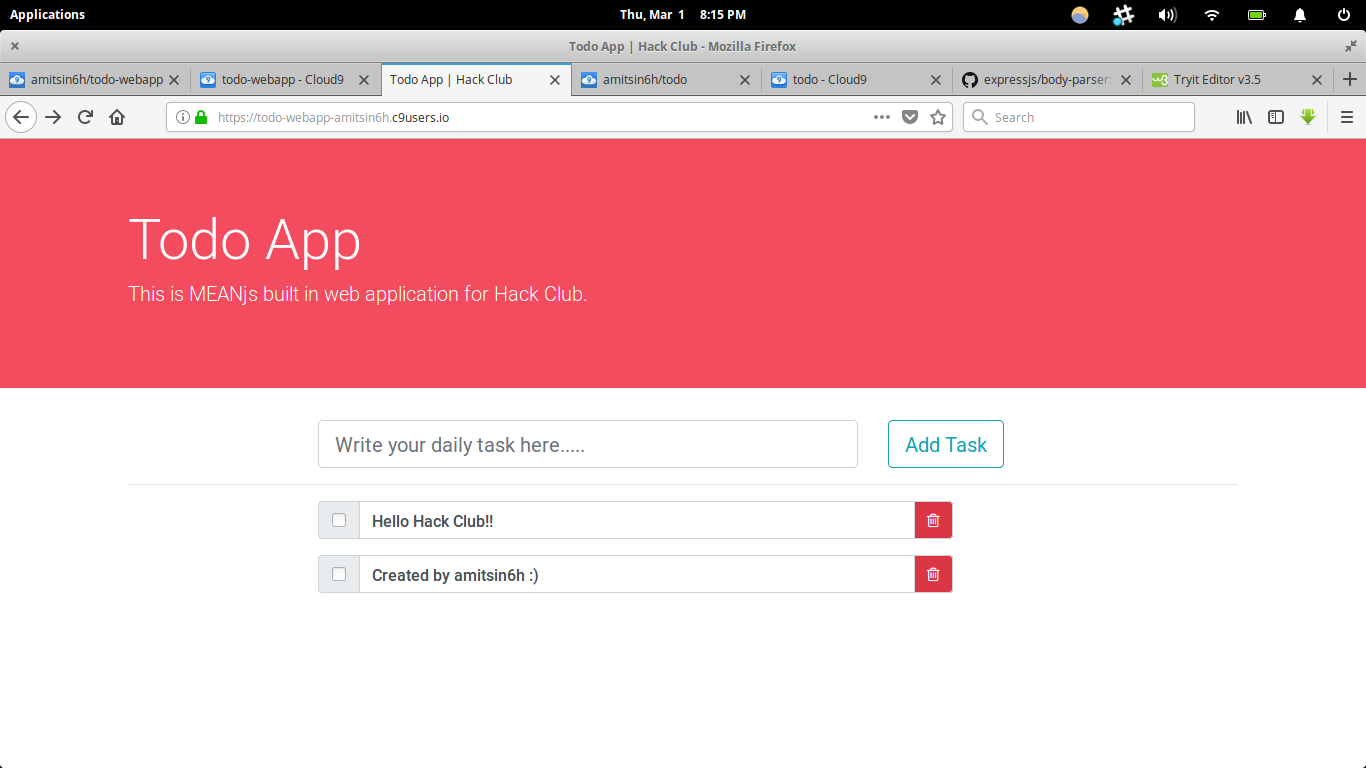 Applications Thu, Mar 1 8:15 PM
Todo App | Hack Club - Mozilla Firefox
amitsin6h/todo-webapp todo-webapp - Cloud9 Todo App | Hack Club amitsin6h/todo todo - Cloud9 expressjs/body-parser: Tryit Editor v3.5
https://todo-webapp-amitsin6h.c9users.io Search
Todo App
This is MEANjs built in web application for Hack Club.
Write your daily task here..... Add Task
Hello Hack Club!!
Created by amitsin6h :)